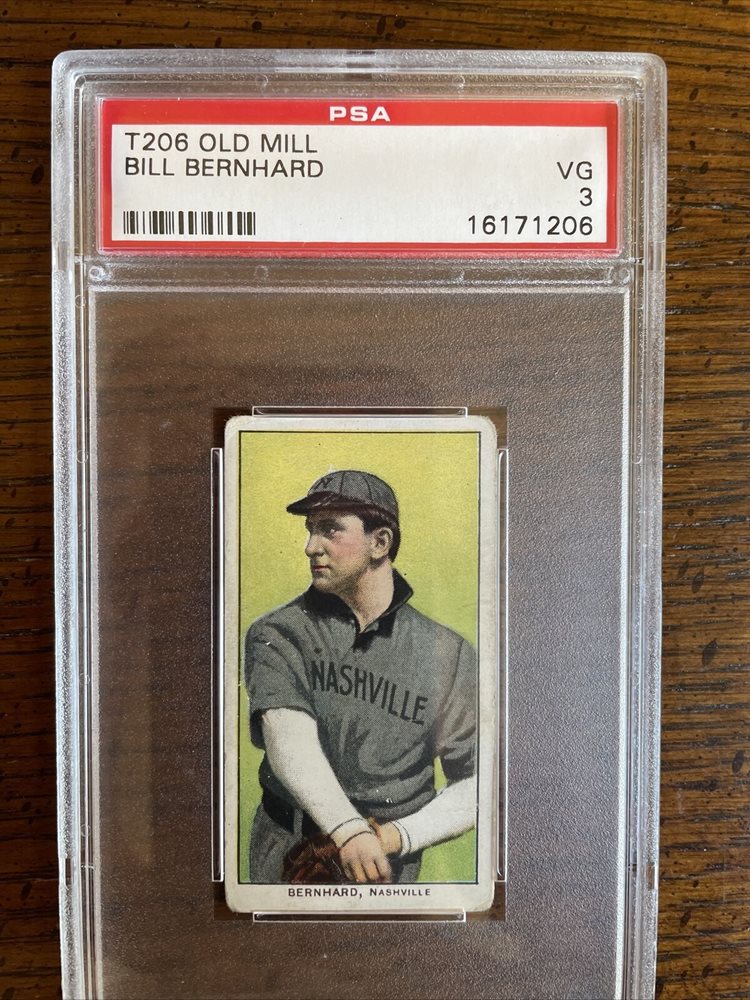 PSA
T206 OLD MILL
BILL BERNHARD
VG
3
16171206
N
NASHVILLE
BERNHARD, NASHVILLE